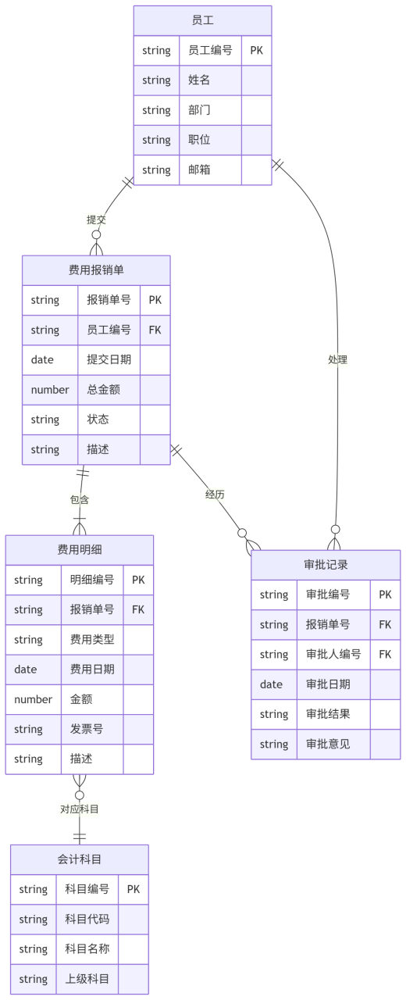 员工
string 员工编号 PK
string 姓名
string 部门
string 职位
string 邮箱
提交
处理
费用报销单
string 报销单号 PK
string 员工编号 FK
date 提交日期
number 总金额
string 状态
string 描述
包含
经历
费用明细
string 明细编号 PK
string 报销单号 FK
string 费用类型
date 费用日期
number 金额
string 发票号
string 描述
审批记录
string 审批编号 PK
string 报销单号 FK
string 审批人编号 FK
date 审批日期
string 审批结果
string 审批意见
对应科目
会计科目
string 科目编号 PK
string 科目代码
string 科目名称
string 上级科目